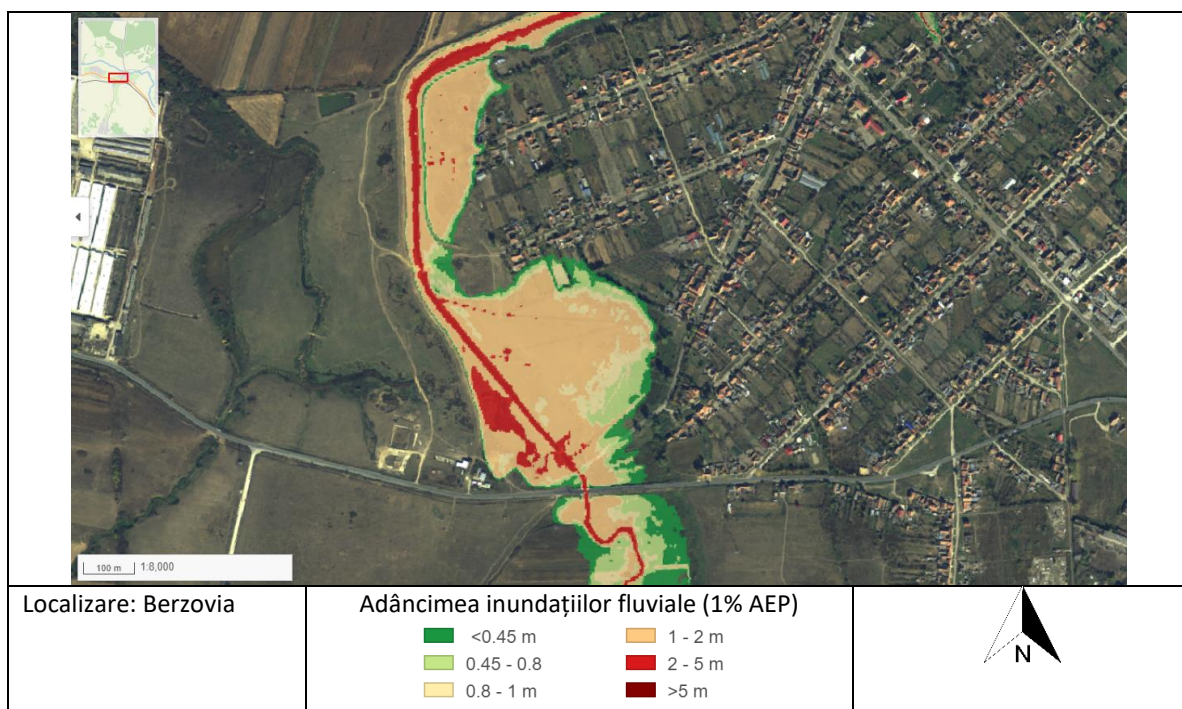 100 m 1:8,000
Localizare: Berzovia
Adâncimea inundațiilor fluviale (1% AEP)
<0.45 m
1 - 2 m
0.45 - 0.8
2 - 5 m
0.8 - 1 m
>5 m
N